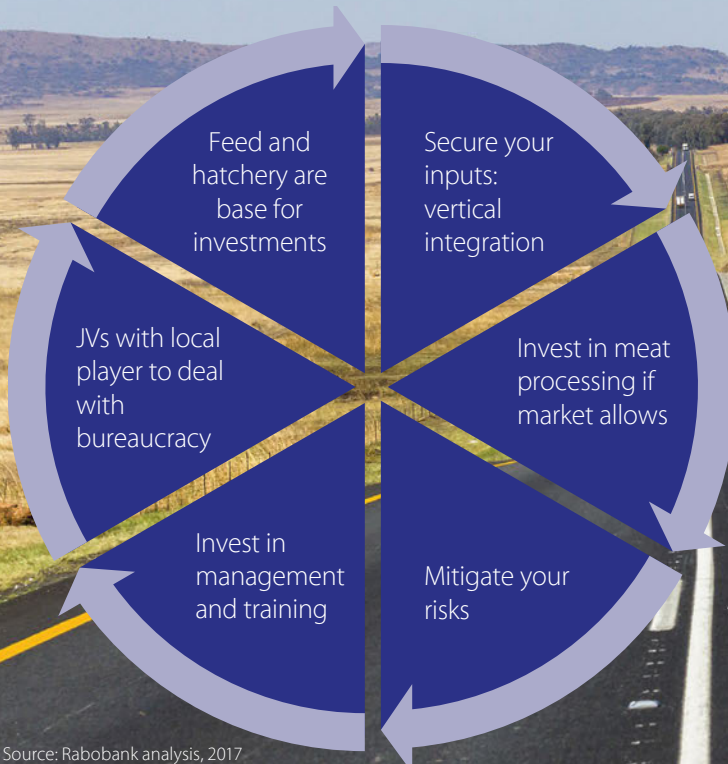 Feed and
hatchery are
base for
investments
Secure your
inputs:
vertical
integration
Invest in meat
processing if
market allows
Mitigate your
risks
Invest in
management
and training
JVs with local
player to deal
with
bureaucracy
Source: Rabobank analysis, 2017